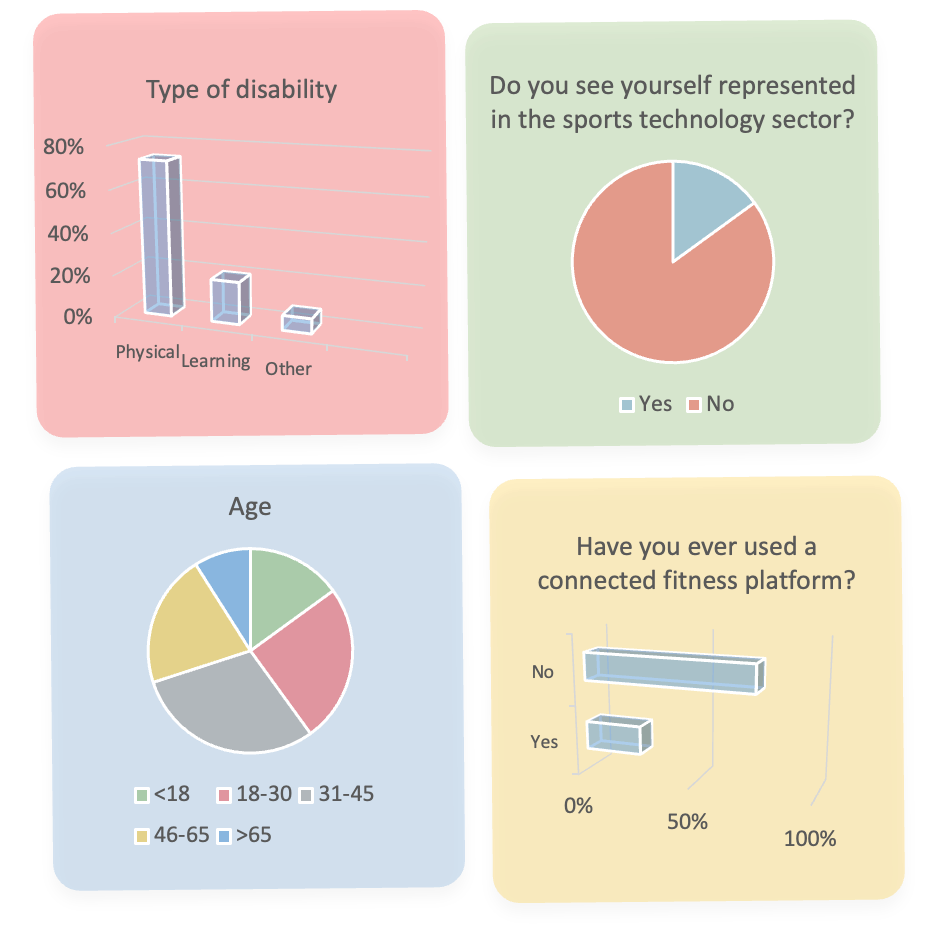 Type of disability
80%
60%
40%
20%
0%
Physical
Learning
Other
Do you see yourself represented
in the sports technology sector?
Yes No
Age
<18 18-30 31-45
46-65 >65
Have you ever used a
connected fitness platform?
No
Yes
0%
50%
100%